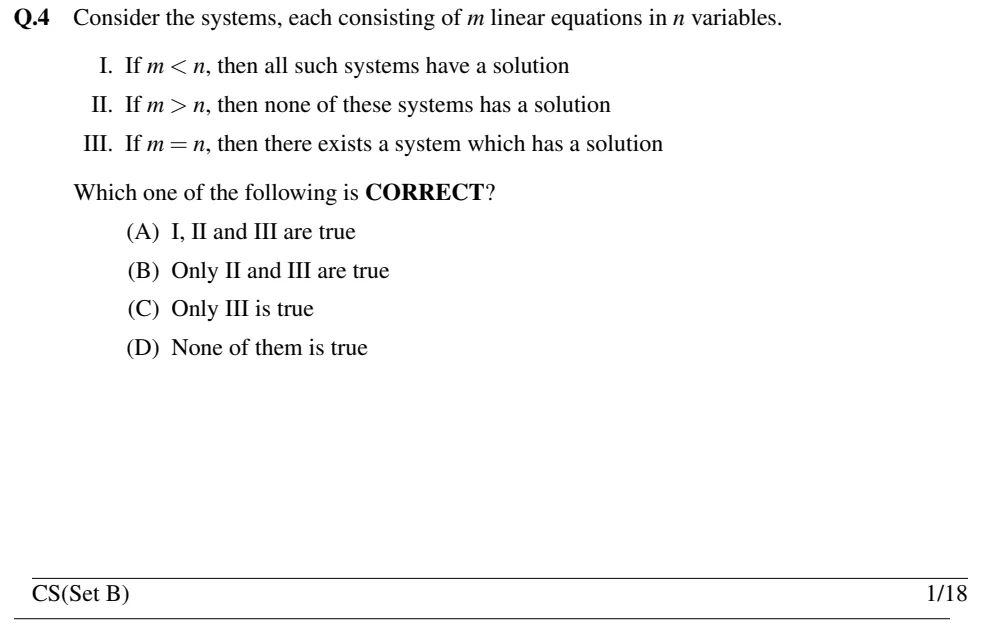 Q.4 Consider the systems, each consisting of m linear equations in n variables.
I. If m < n, then all such systems have a solution
II. If m > n, then none of these systems has a solution
III. If m = n, then there exists a system which has a solution
Which one of the following is CORRECT?
(A) I, II and III are true
(B) Only II and III are true
(C) Only III is true
(D) None of them is true
CS(Set B) 1/18